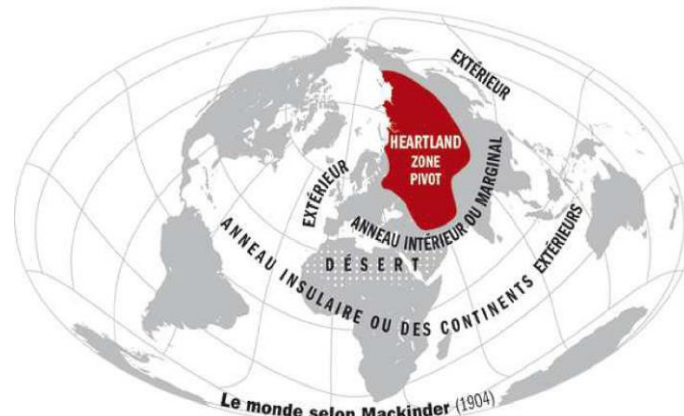 EXTÉRIEUR
HEARTLAND
ZONE
PIVOT
EXTÉRIEUR
ANNEAU INTÉRIEUR OU MARGINAL
DÉSERT
ANNEAU INSULAIRE OU DES CONTINENTS EXTÉRIEURS
Le monde selon Mackinder (1904)